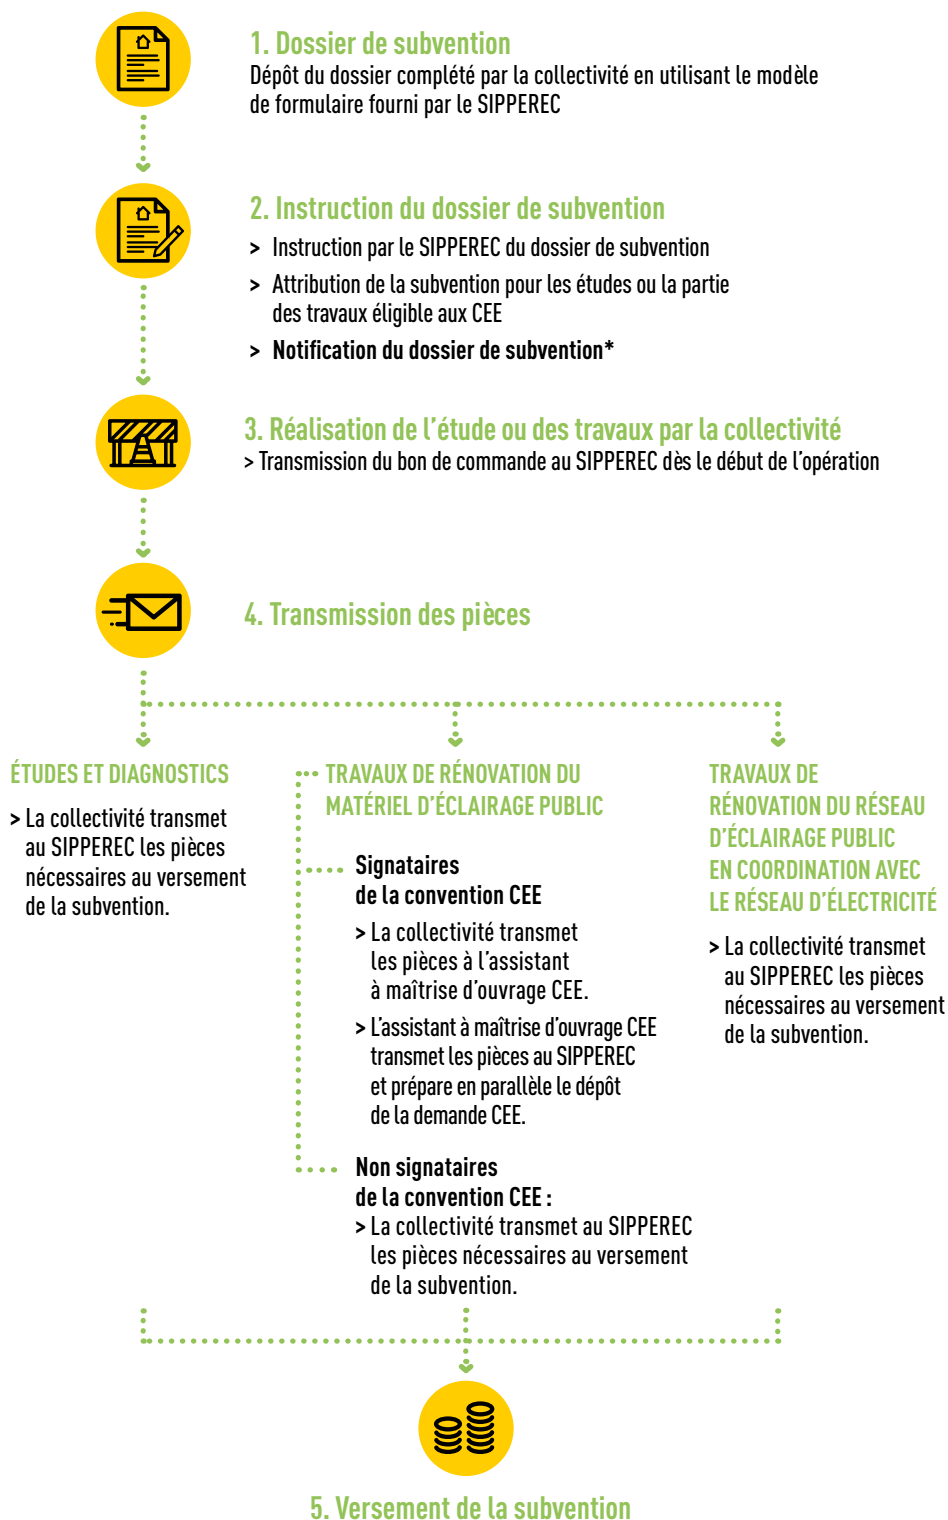 1. Dossier de subvention
Dépôt du dossier complété par la collectivité en utilisant le modèle
de formulaire fourni par le SIPPEREC
2. Instruction du dossier de subvention
> Instruction par le SIPPEREC du dossier de subvention
> Attribution de la subvention pour les études ou la partie
des travaux éligible aux CEE
> Notification du dossier de subvention*
3. Réalisation de l'étude ou des travaux par la collectivité
> Transmission du bon de commande au SIPPEREC dès le début de l'opération
4. Transmission des pièces
ÉTUDES ET DIAGNOSTICS
> La collectivité transmet
au SIPPEREC les pièces
nécessaires au versement
de la subvention.
TRAVAUX DE RÉNOVATION DU
MATÉRIEL D'ÉCLAIRAGE PUBLIC
Signataires
de la convention CEE
> La collectivité transmet
les pièces à l'assistant
à maîtrise d'ouvrage CEE.
> L'assistant à maîtrise d'ouvrage CEE
transmet les pièces au SIPPEREC
et prépare en parallèle le dépôt
de la demande CEE.
Non signataires
de la convention CEE :
> La collectivité transmet au SIPPEREC
les pièces nécessaires au versement
de la subvention.
TRAVAUX DE
RÉNOVATION DU RÉSEAU
D'ÉCLAIRAGE PUBLIC
EN COORDINATION AVEC
LE RÉSEAU D'ÉLECTRICITÉ
> La collectivité transmet
au SIPPEREC les pièces
nécessaires au versement
de la subvention.
5. Versement de la subvention